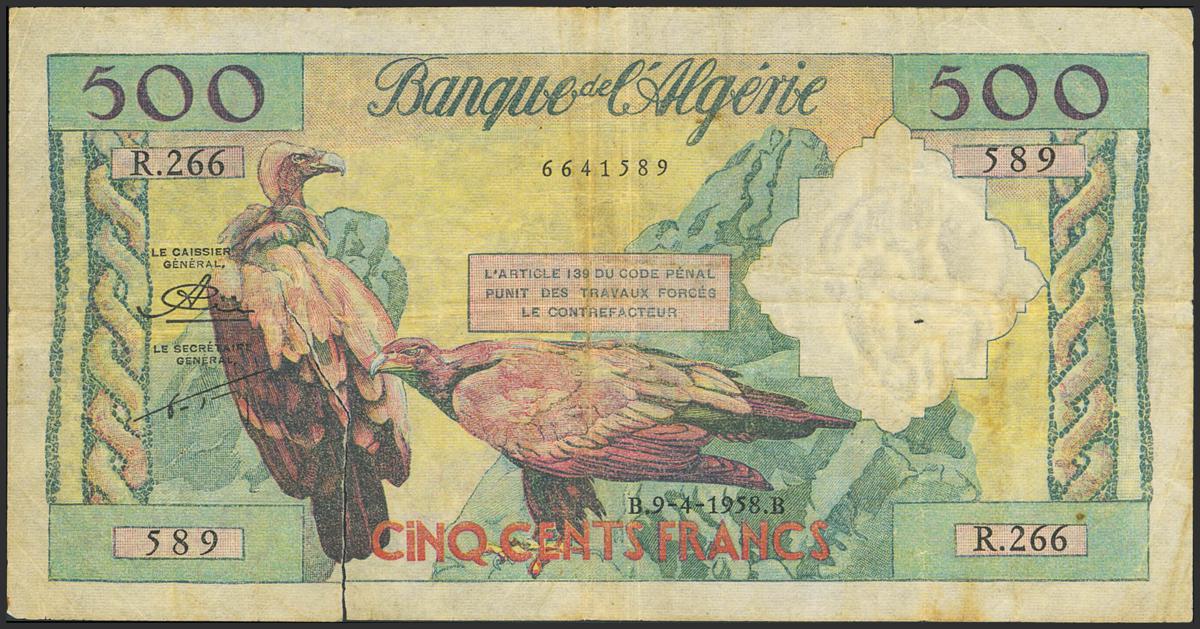 500
Banque de l'Algérie
500
R.266
6641589
589
LE CAISSIER
GÉNÉRAL,
L'ARTICLE 139 DU CODE PÉNAL
PUNIT DES TRAVAUX FORCÉS
LE CONTREFACTEUR
LE SECRÉTAIRE
GÉNÉRAL,
B.9-4-1958.B
589
CINQ CENTS FRANCS
R.266